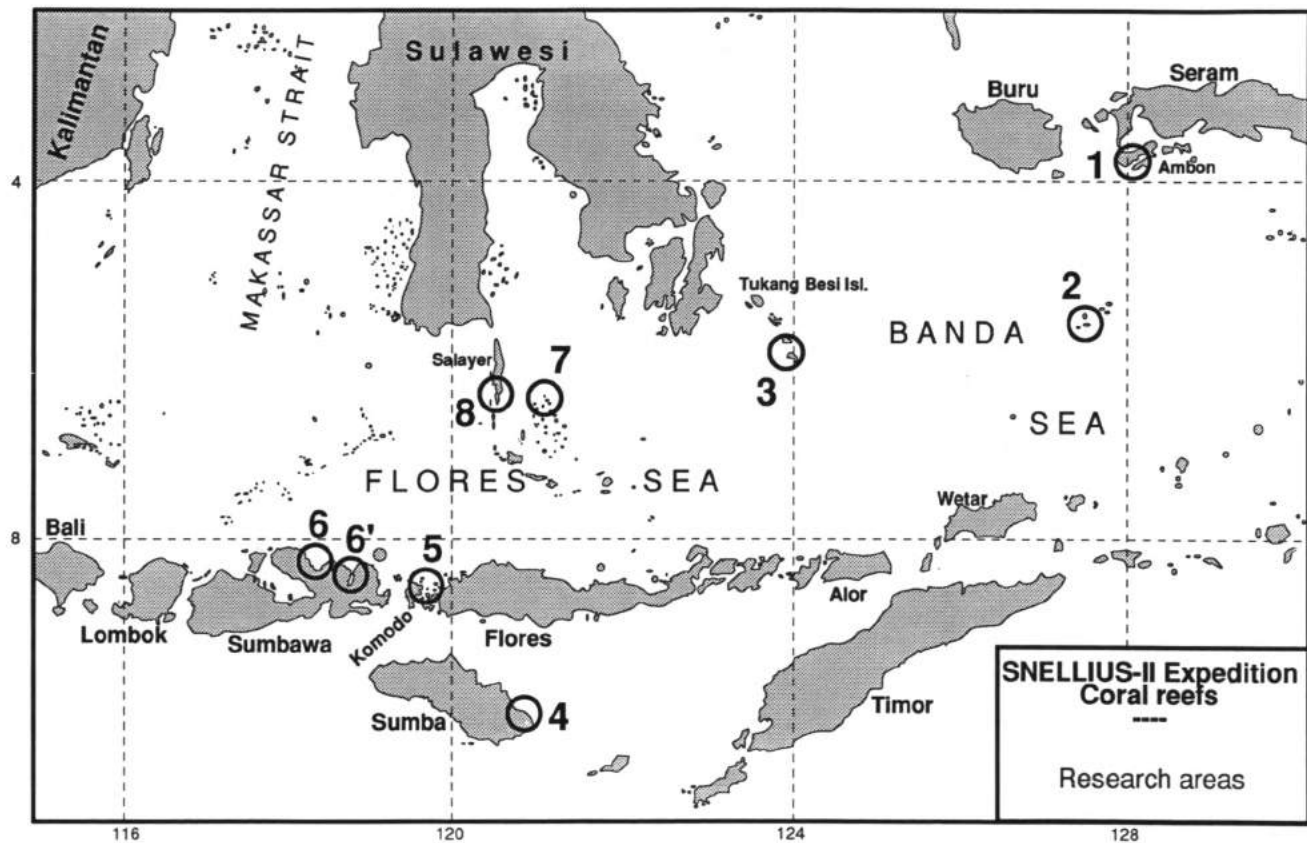 Kalimantan
MAKASSAR STRAIT
Sulawesi
Buru
Seram
1
Ambon
4
Tukang Besi Isl.
2
BANDA
3
Salayer
7
8
SEA
FLORES SEA
Wetar
8
Bali
6
6'
5
Lombok
Sumbawa
Komodo
Flores
Alor
Sumba
4
Timor
SNELLIUS-II Expedition
Coral reefs
----
Research areas
116
120
124
128